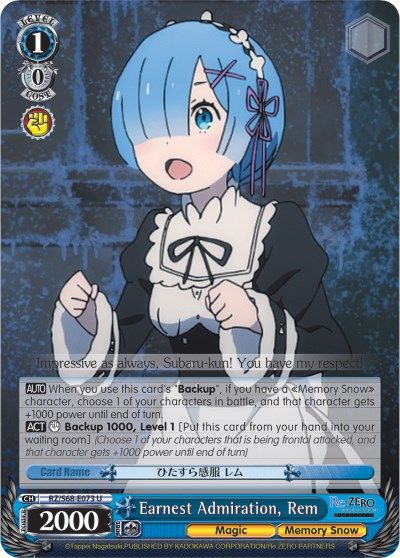 LEVEL
1
0
COST
Impressive as always, Subaru-kun! You have my respect!
AUTO When you use this card's "Backup", if you have a «Memory Snow»
character, choose 1 of your characters in battle, and that character gets
+1000 power until end of turn.
ACT Backup 1000, Level 1 [Put this card from your hand into your
waiting room] (Choose 1 of your characters that is being frontal attacked, and
that character gets +1000 power until end of turn)
Card Name ひたすら感服 レム
CH RZ/S68-E073 U
Earnest Admiration, Rem
Re:ZERO
POWER 2000 SOUL
Magic Memory Snow
©Tappei Nagatsuki,PUBLISHED BY KADOKAWA CORPORATION/Re:ZERO PARTNERS